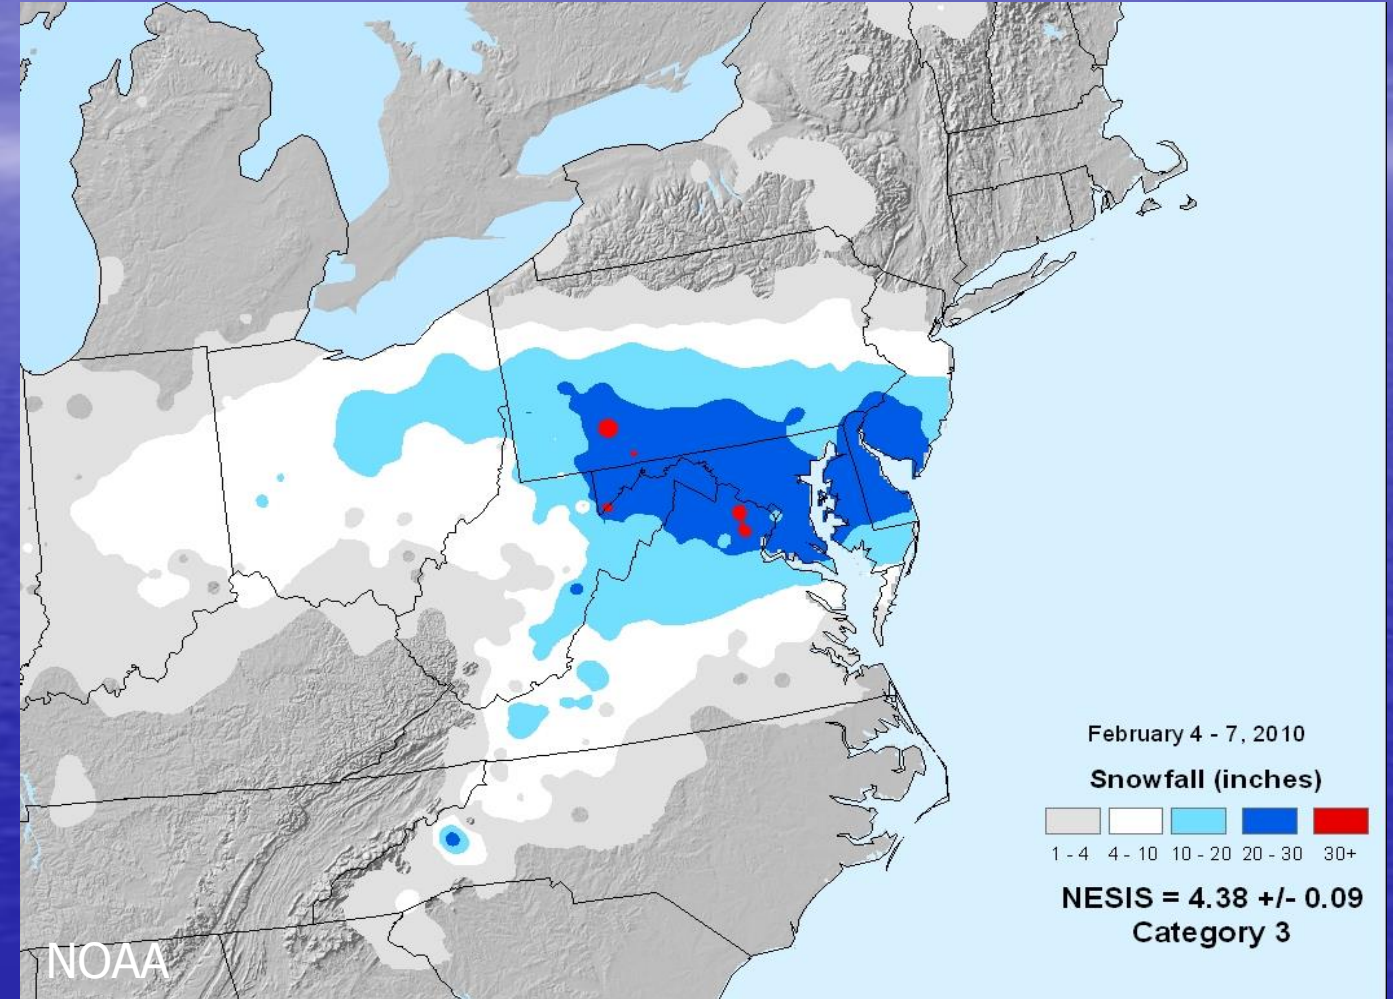 February 4 - 7, 2010
Snowfall (inches)
1 - 4 4 - 10 10 - 20 20 - 30 30+
NESIS = 4.38 +/- 0.09
Category 3
NOAA